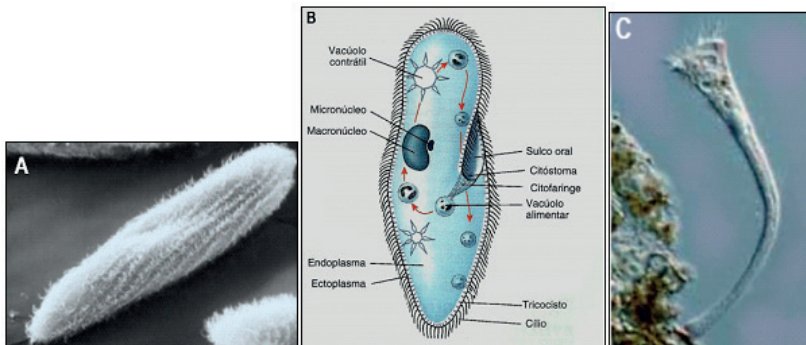 A
B
C
Vacúolo
contrátil
Micronúcleo
Macronúcleo
Endoplasma
Ectoplasma
Sulco oral
Citóstoma
Citofaringe
Vacúolo
alimentar
Tricocisto
Cílio